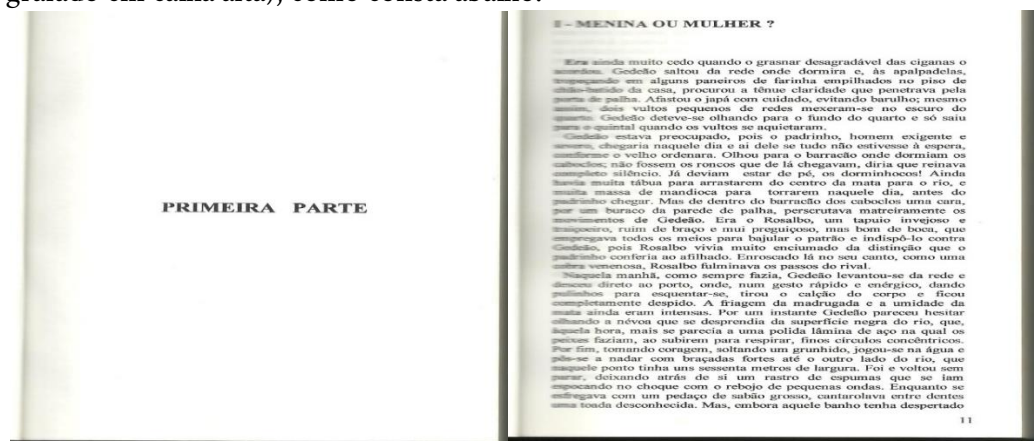 grafado em caixa alta), como consta abaixo:
PRIMEIRA PARTE
I - MENINA OU MULHER ?
Era ainda muito cedo quando o grasnar desagradável das ciganas o
acordou. Gedeão saltou da rede onde dormira e, às apalpadelas,
tropeçando em alguns paneiros de farinha empilhados no piso de
chão-batido da casa, procurou a tênue claridade que penetrava pela
porta de palha. Afastou o japá com cuidado, evitando barulho; mesmo
assim, dois vultos pequenos de redes mexeram-se no escuro do
quarto. Gedeão deteve-se olhando para o fundo do quarto e só saiu
para o quintal quando os vultos se aquietaram.
Gedeão estava preocupado, pois o padrinho, homem exigente e
severo, chegaria naquele dia e ai dele se tudo não estivesse à espera,
conforme o velho ordenara. Olhou para o barracão onde dormiam os
caboclos; não fossem os roncos que de lá chegavam, diria que reinava
completo silêncio. Já deviam estar de pé, os dorminhocos! Ainda
havia muita tábua para arrastarem do centro da mata para o rio, e
muita massa de mandioca para torrarem naquele dia, antes do
padrinho chegar. Mas de dentro do barracão dos caboclos uma cara,
por um buraco da parede de palha, perscrutava matreiramente os
movimentos de Gedeão. Era o Rosalbo, um tapuio invejoso e
traiçoeiro, ruim de braço e mui preguiçoso, mas bom de boca, que
empregava todos os meios para bajular o patrão e indispô-lo contra
Gedeão, pois Rosalbo vivia muito enciumado da distinção que o
padrinho conferia ao afilhado. Enroscado lá no seu canto, como uma
cobra venenosa, Rosalbo fulminava os passos do rival.
Naquela manhã, como sempre fazia, Gedeão levantou-se da rede e
desceu direto ao porto, onde, num gesto rápido e enérgico, dando
pulinhos para esquentar-se, tirou o calção do corpo e ficou
completamente despido. A friagem da madrugada e a umidade da
mata ainda eram intensas. Por um instante Gedeão pareceu hesitar
olhando a névoa que se desprendia da superfície negra do rio, que,
àquela hora, mais se parecia a uma polida lâmina de aço na qual os
peixes faziam, ao subirem para respirar, finos círculos concêntricos.
Por fim, tomando coragem, soltando um grunhido, jogou-se na água e
pôs-se a nadar com braçadas fortes até o outro lado do rio, que
naquele ponto tinha uns sessenta metros de largura. Foi e voltou sem
parar, deixando atrás de si um rastro de espumas que se iam
espocando no choque com o rebojo de pequenas ondas. Enquanto se
esfregava com um pedaço de sabão grosso, cantarolava entre dentes
uma toada desconhecida. Mas, embora aquele banho tenha despertado
11